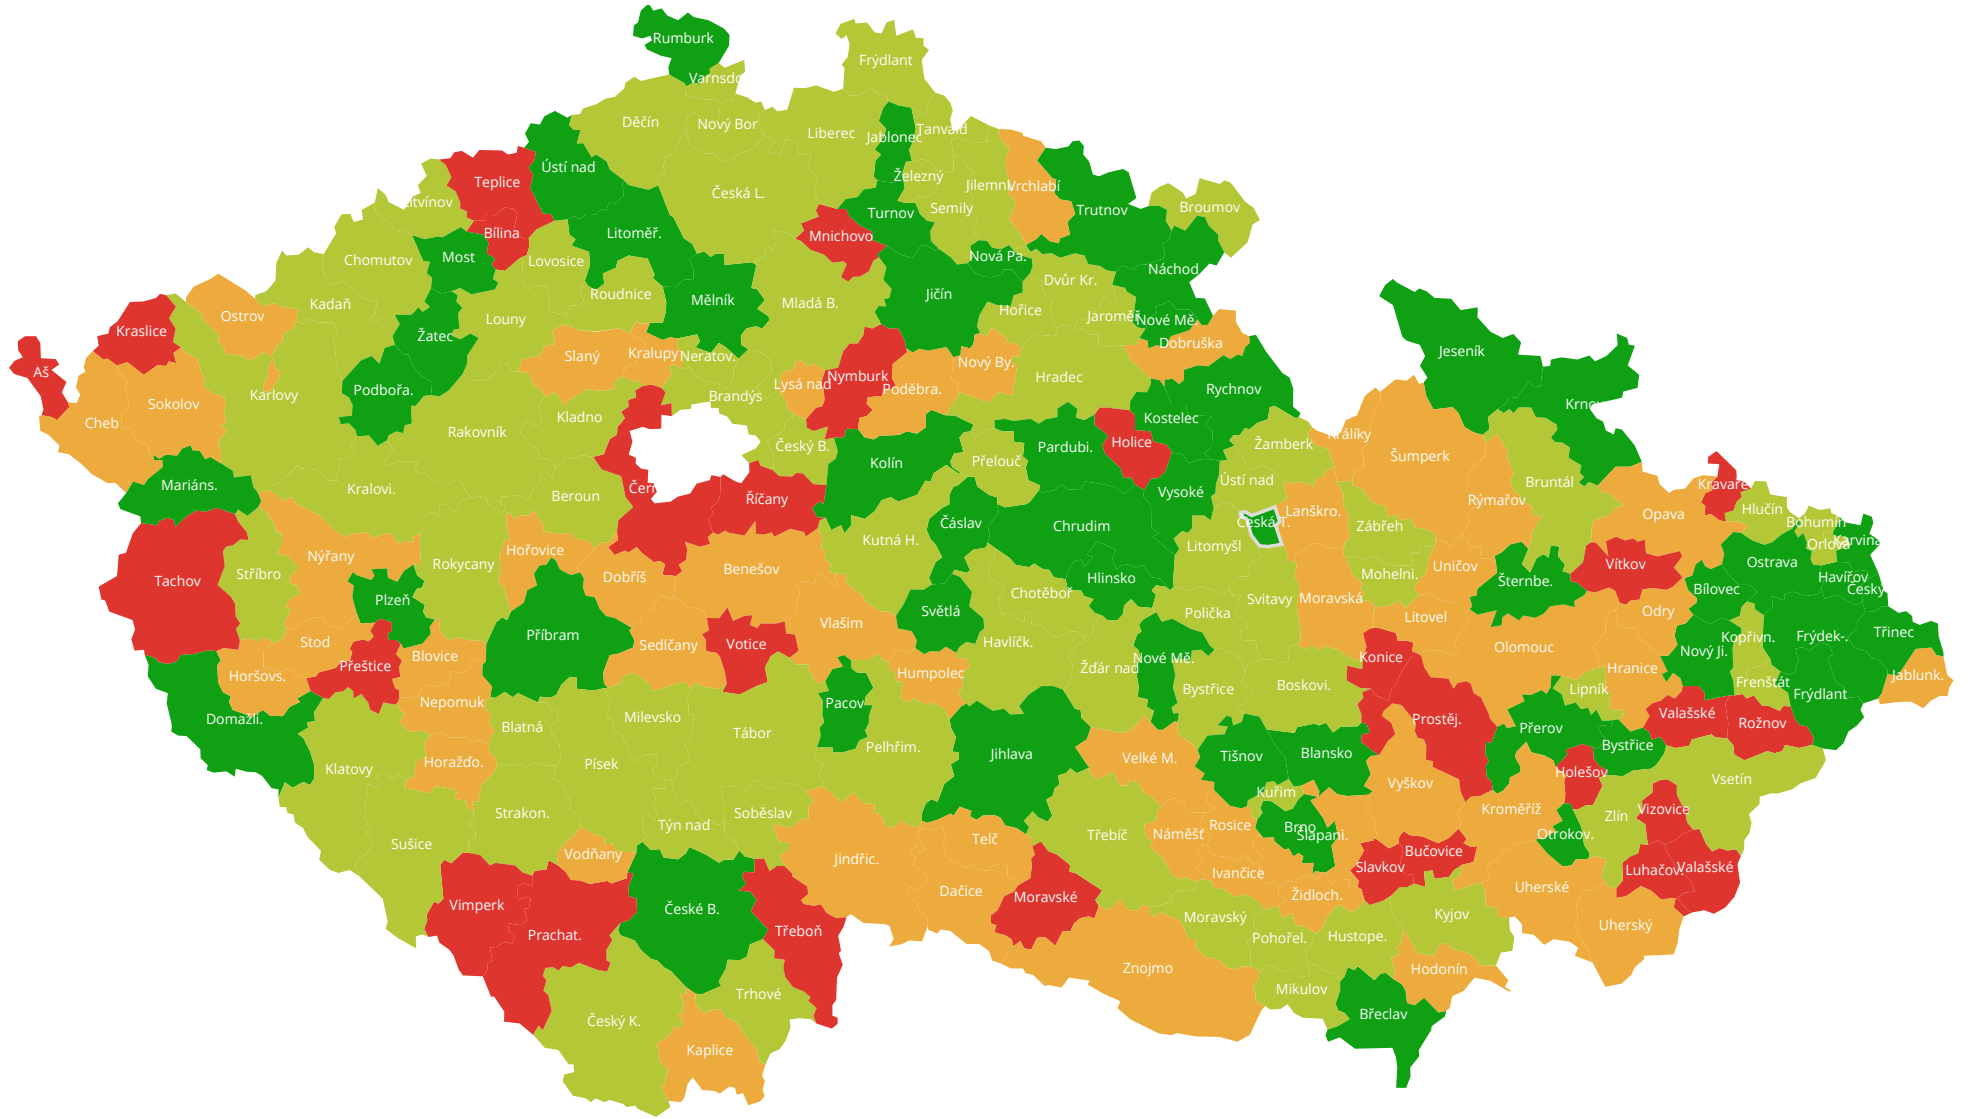 Rumburk
Frýdlant
Varnsdo
Děčín
Nový Bor
Liberec
Jablonec
Tanvald
Ústí nad
Teplice
Železný
Jilemni
Vrchlabí
Česká L.
Litvínov
Turnov
Semily
Trutnov
Broumov
Bílina
Litoměř.
Mnichovo
Most
Chomutov
Lovosice
Nová Pa.
Náchod
Dvůr Kr.
Roudnice
Mělník
Mladá B.
Jičín
Kadaň
Hořice
Jaroměř
Nové Mě.
Ostrov
Louny
Kraslice
Žatec
Dobruška
Jeseník
Slaný
Kralupy
Neratov.
Nový By.
Aš
Nymburk
Hradec
Lysá nad
Poděbra.
Rychnov
Podbořa.
Karlovy
Brandýs
Sokolov
Krnov
Kladno
Kostelec
Cheb
Rakovník
Králíky
Holice
Žamberk
Český B.
Pardubi.
Šumperk
Kolín
Přelouč
Ústí nad
Bruntál
Kravaře
Mariáns.
Kralovi.
Beroun
Čern
Říčany
Vysoké
Rýmařov
Lanškro.
Hlučín
Opava
Čáslav
Chrudim
Česká T.
Zábřeh
Bohumín
Kutná H.
Litomyšl
Orlová
Karviná
Hořovice
Nýřany
Rokycany
Benešov
Uničov
Vítkov
Ostrava
Stříbro
Dobříš
Hlinsko
Mohelni.
Havířov
Tachov
Šternbe.
Bílovec
Český
Chotěboř
Plzeň
Svitavy
Moravská
Světlá
Polička
Odry
Vlašim
Litovel
Příbram
Třinec
Frýdek-.
Kopřivn.
Stod
Sedlčany
Votice
Havlíčk.
Olomouc
Nový Ji.
Blovice
Konice
Nové Mě.
Přeštice
Žďár nad
Hranice
Horšovs.
Humpolec
Jablunk.
Frenštát
Bystřice
Boskovi.
Lipník
Frýdlant
Nepomuk
Pacov
Domažli.
Milevsko
Valašské
Prostěj.
Rožnov
Blatná
Přerov
Tábor
Bystřice
Pelhřim.
Jihlava
Blansko
Tišnov
Velké M.
Horažďo.
Písek
Klatovy
Holešov
Vsetín
Vyškov
Kuřim
Strakon.
Soběslav
Kroměříž
Vizovice
Zlín
Týn nad
Rosice
Brno
Náměšť
Třebíč
Šlapani.
Otrokov.
Telč
Sušice
Vodňany
Jindřic.
Bučovice
Slavkov
Luhačov.
Valašské
Ivančice
Uherské
Dačice
Židloch.
Moravské
Vimperk
České B.
Kyjov
Moravský
Uherský
Třeboň
Prachat.
Pohořel.
Hustope.
Znojmo
Hodonín
Mikulov
Trhové
Břeclav
Český K.
Kaplice